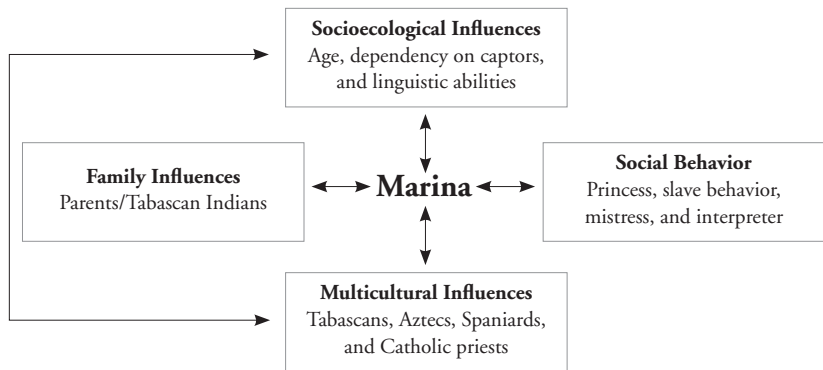 Socioecological Influences
Age, dependency on captors,
and linguistic abilities
Family Influences
Parents/Tabascan Indians
Marina
Social Behavior
Princess, slave behavior,
mistress, and interpreter
Multicultural Influences
Tabascans, Aztecs, Spaniards,
and Catholic priests